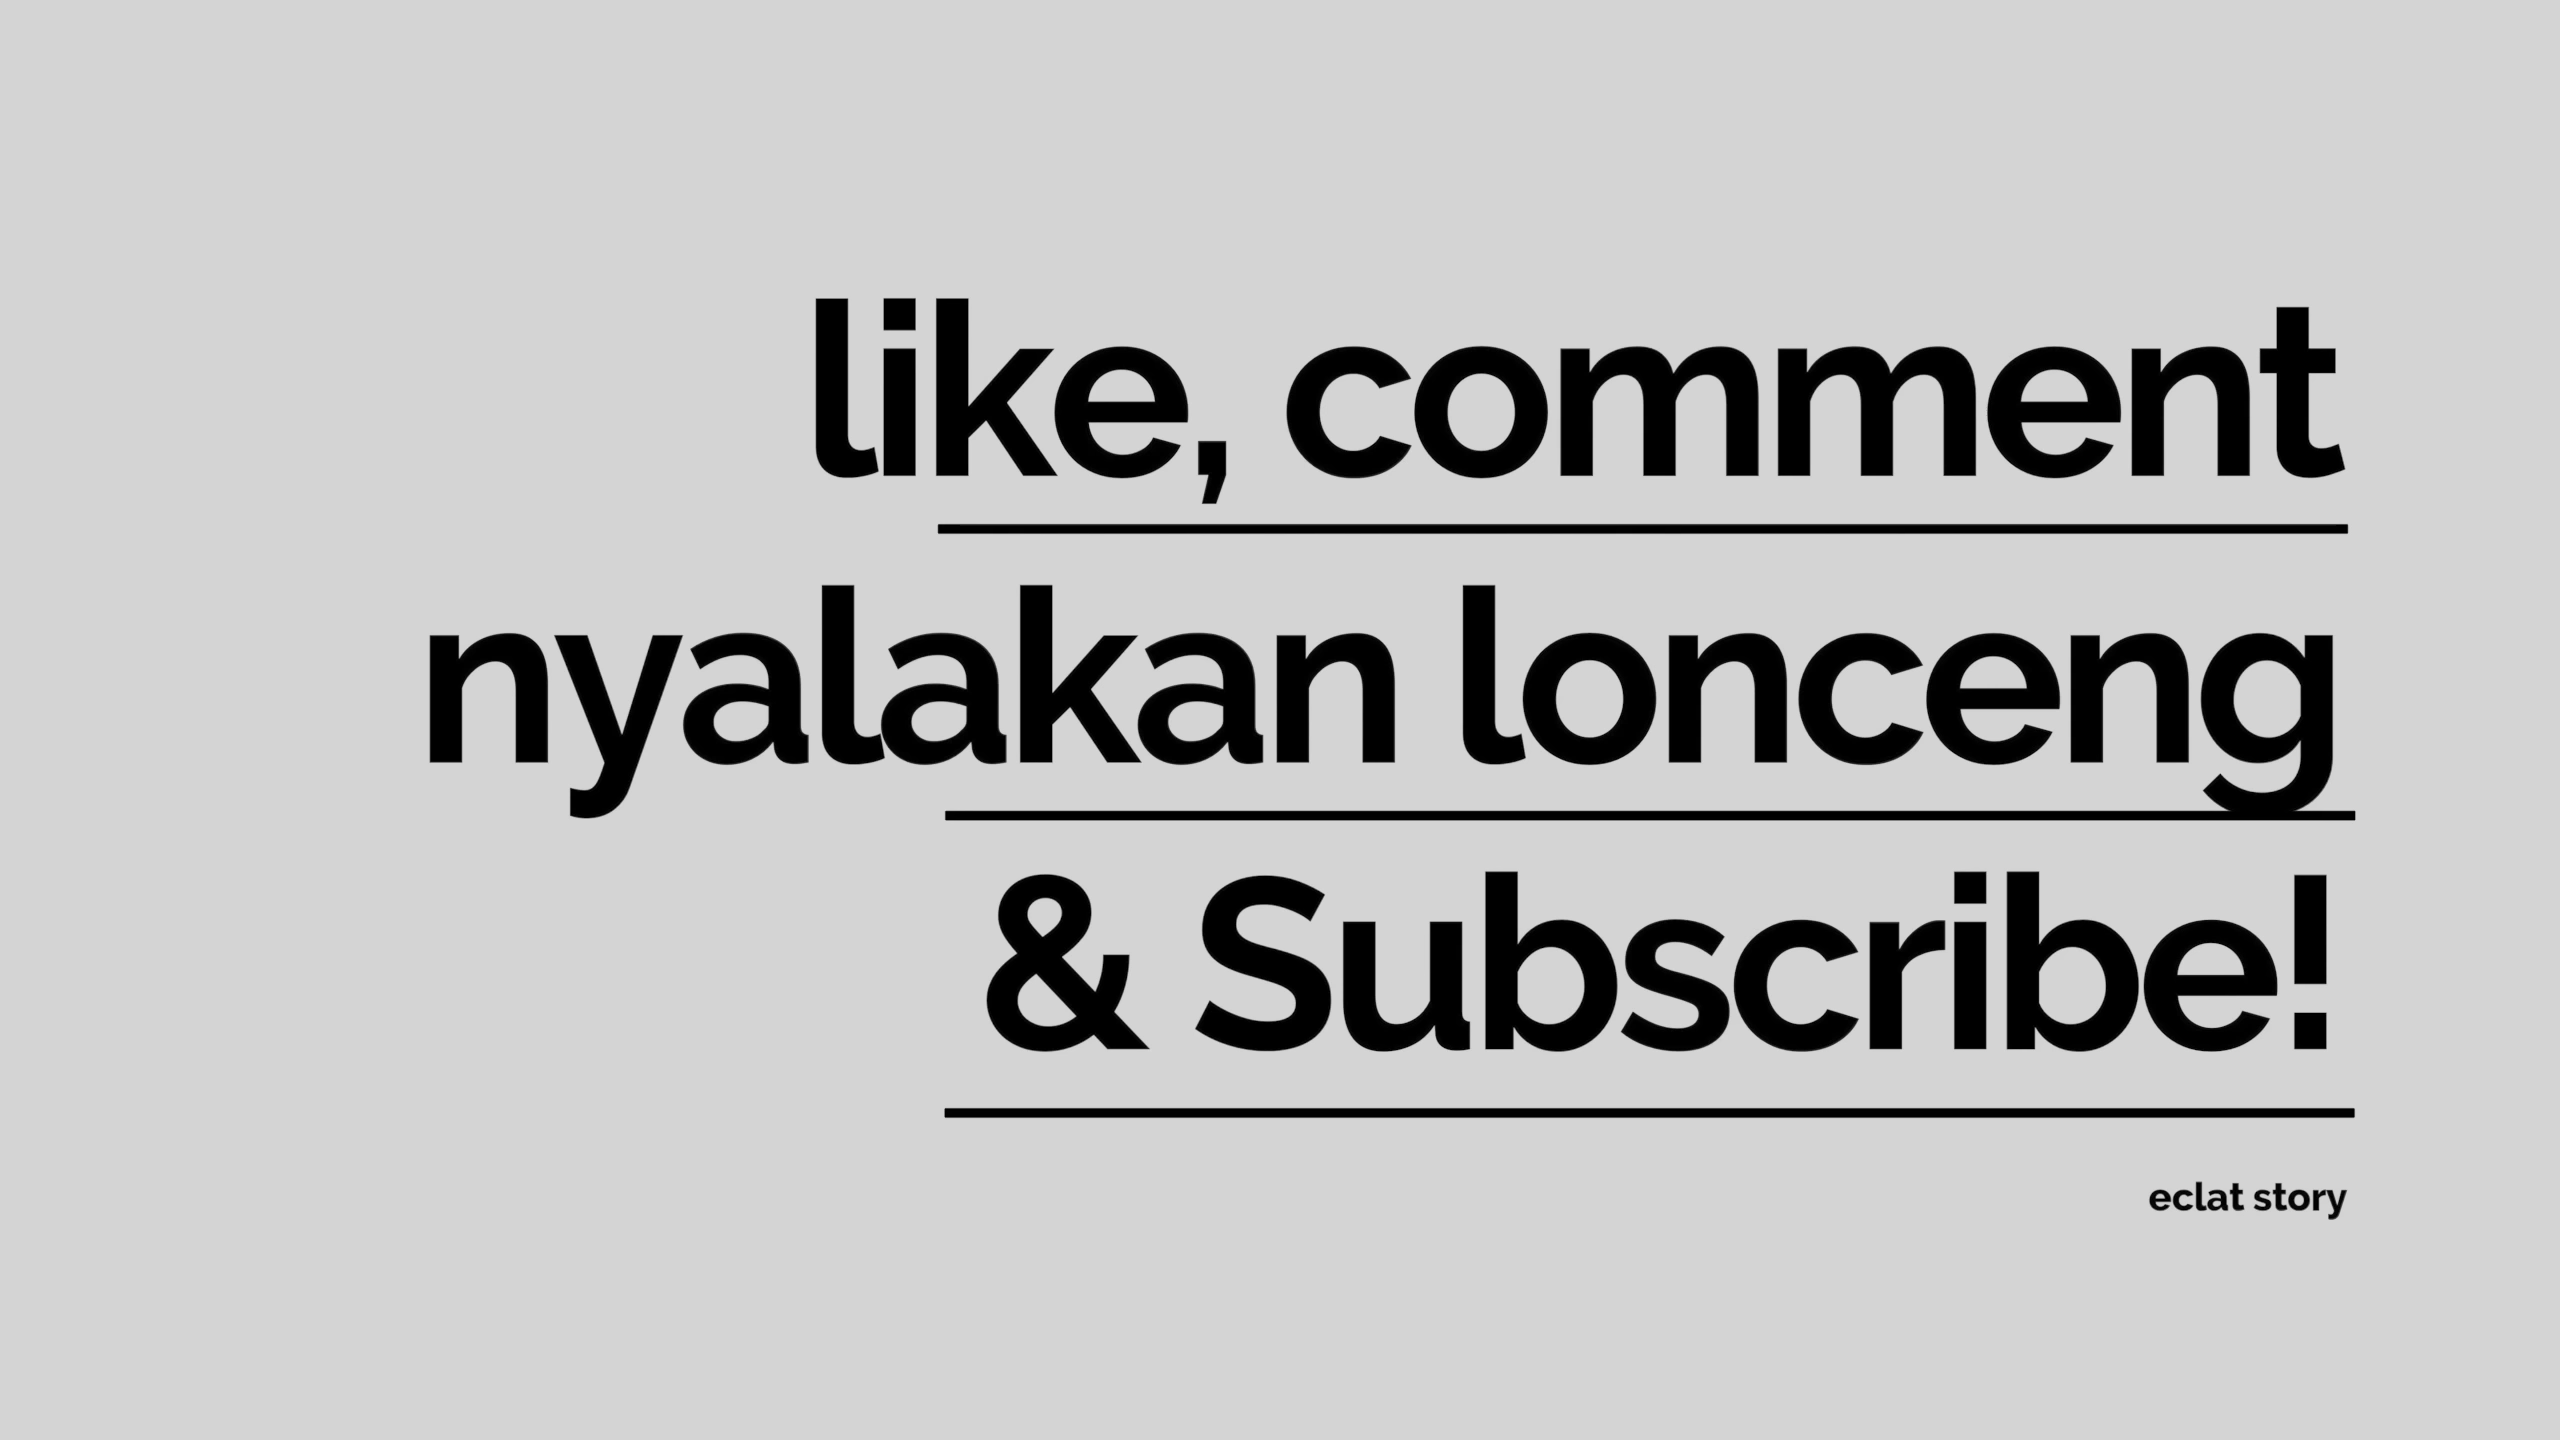 like, comment
nyalakan lonceng
& Subscribe!
eclat story